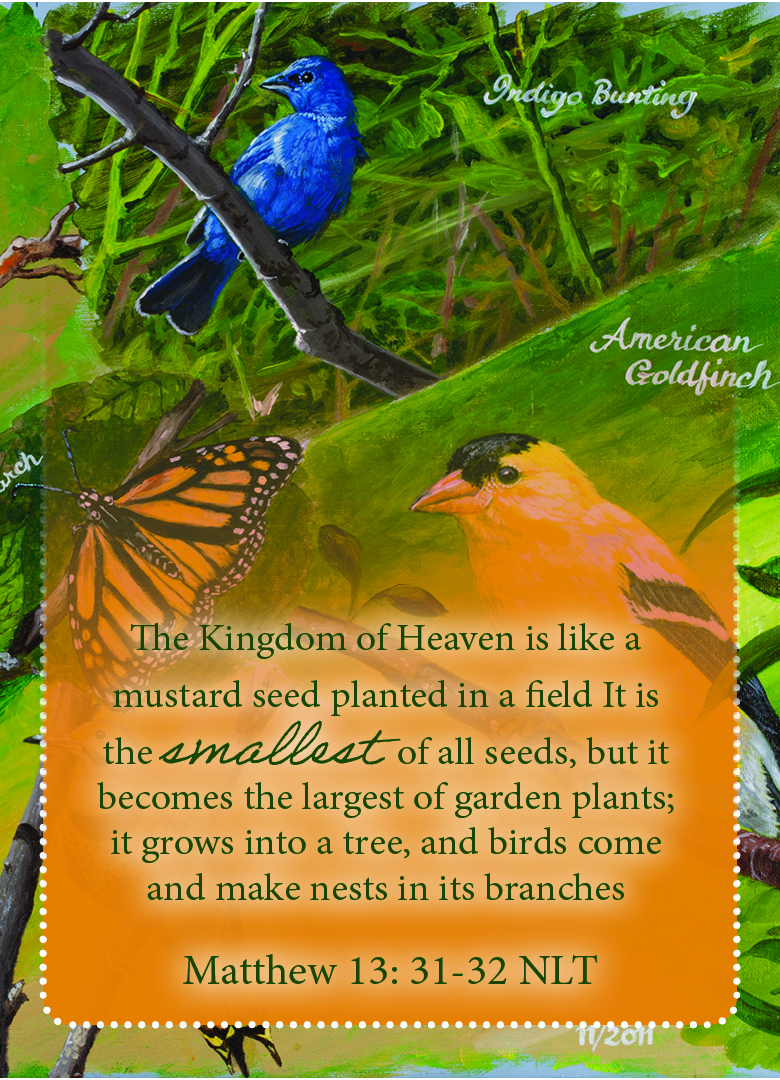 Indigo Bunting
American
Goldfinch
arch
The Kingdom of Heaven is like a
mustard seed planted in a field It is
the smallest of all seeds, but it
becomes the largest of garden plants;
it grows into a tree, and birds come
and make nests in its branches
Matthew 13: 31-32 NLT
11/2011